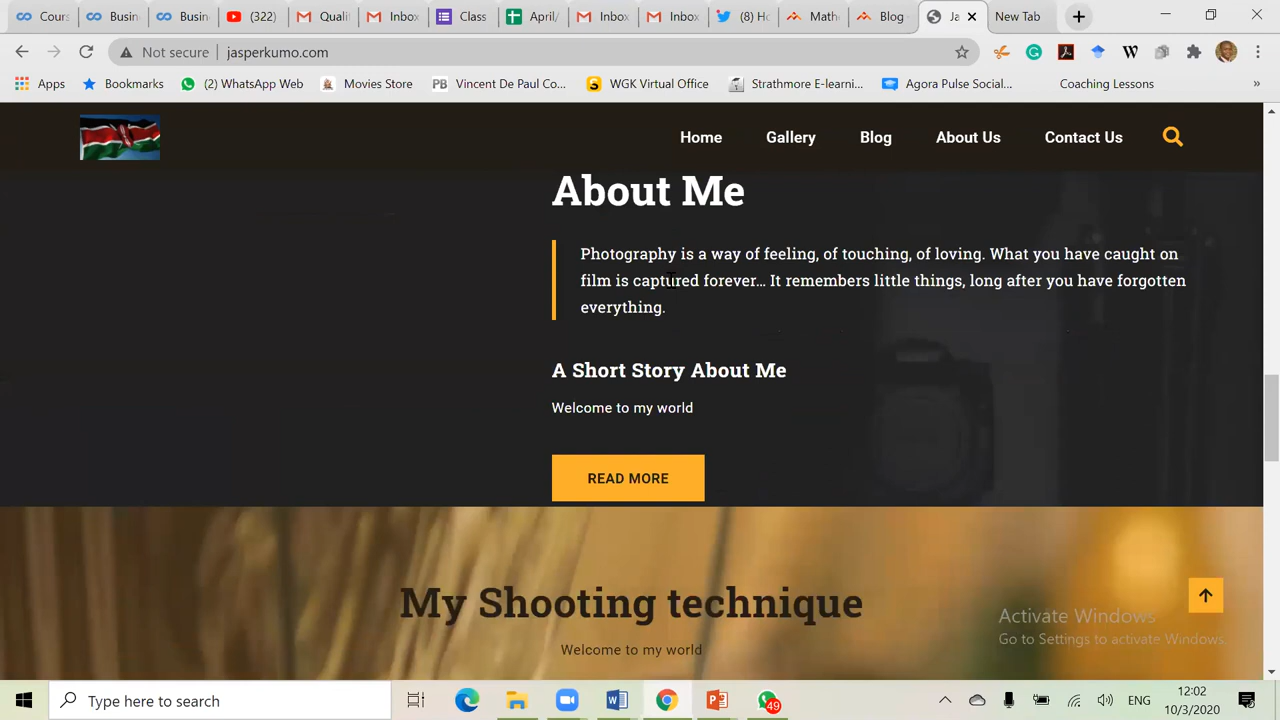 Cours
Busin
Busin
(322)
Quali
Inbox
Class
April/
Inbox
Inbox
(8) Ho
Mathe
Blog
Ja
New Tab
Not secure
jasperkumo.com
Apps
Bookmarks
(2) WhatsApp Web
Movies Store
PB
Vincent De Paul Co...
WGK Virtual Office
Strathmore E-learni...
Agora Pulse Social...
Coaching Lessons
»
Home
Gallery
Blog
About Us
Contact Us
About Me
Photography is a way of feeling, of touching, of loving. What you have caught on
film is captured forever... It remembers little things, long after you have forgotten
everything.
A Short Story About Me
Welcome to my world
READ MORE
My Shooting technique
Welcome to my world
Activate Windows
Go to Settings to activate Windows.
Type here to search
49
ENG
12:02
10/3/2020